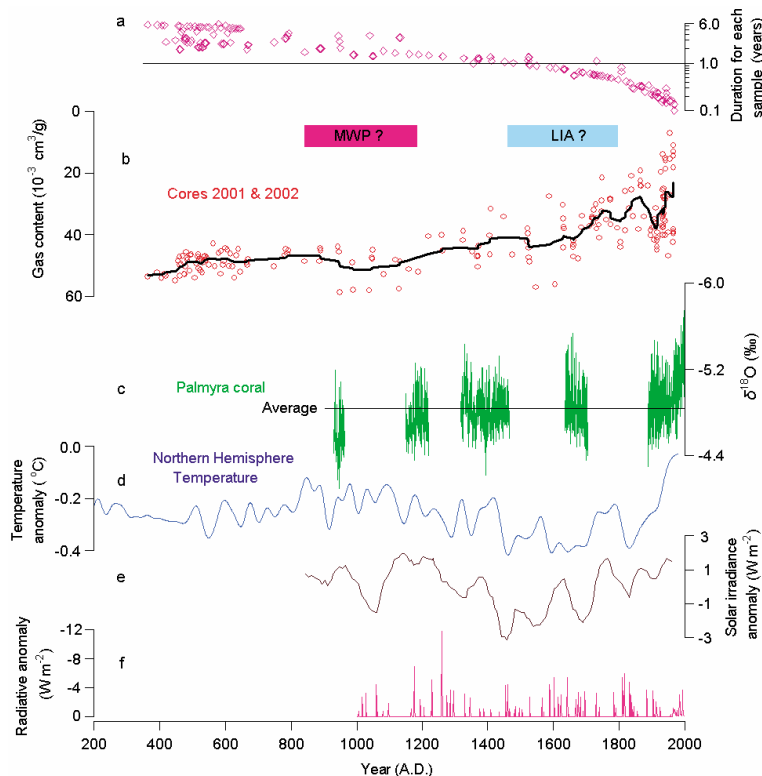 a
6.0
1.0
0.1
Duration for each
sample (years)
0
20
40
60
Gas content (10⁻³ cm³/g)
b
MWP ?
LIA ?
Cores 2001 & 2002
-6.0
-5.2
-4.4
δ¹⁸O (‰)
c
Palmyra coral
Average
0.0
-0.2
-0.4
Temperature
anomaly (°C)
d
Northern Hemisphere
Temperature
3
1
-1
-3
Solar irradiance
anomaly (W m⁻²)
e
-12
-8
-4
0
Radiative anomaly
(W m⁻²)
f
200 400 600 800 1000 1200 1400 1600 1800 2000
Year (A.D.)